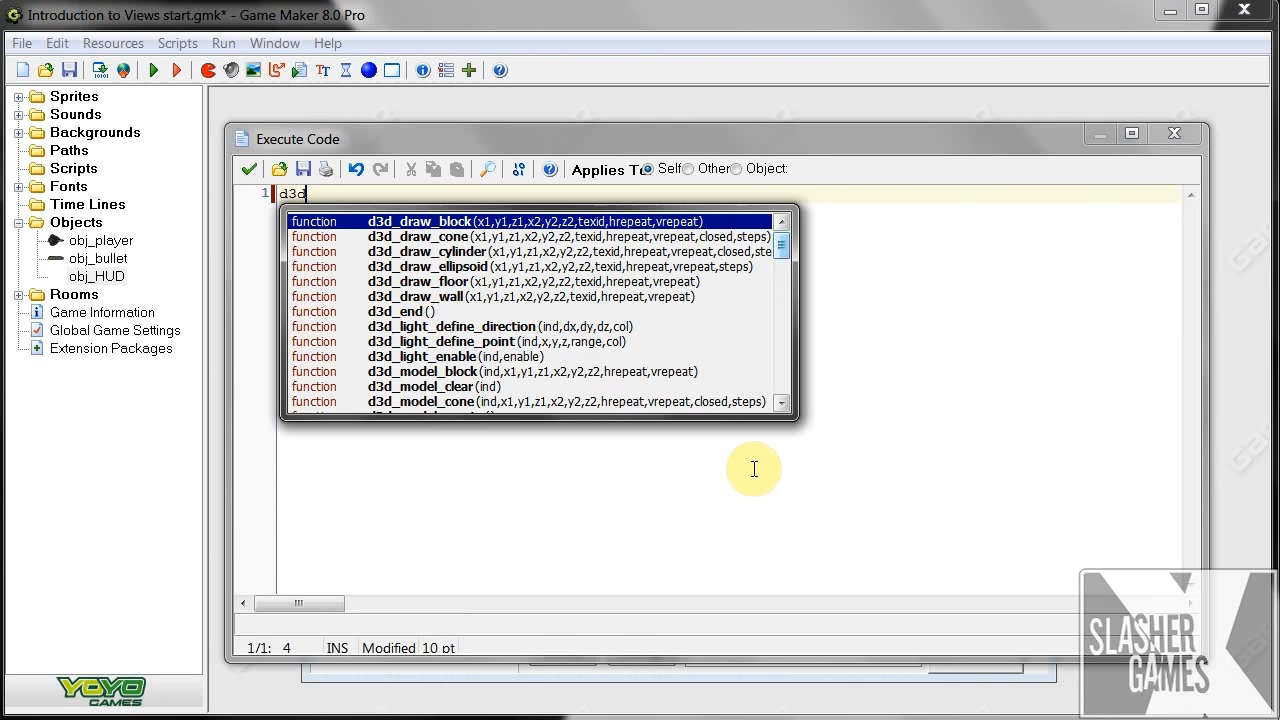 Introduction to Views start.gmk* - Game Maker 8.0 Pro
File Edit Resources Scripts Run Window Help
Sprites
Sounds
Backgrounds
Paths
Scripts
Fonts
Time Lines
Objects
obj_player
obj_bullet
obj_HUD
Rooms
Game Information
Global Game Settings
Extension Packages
YOYO
GAMES
Execute Code
Applies To Self Other Object:
1 d3d
function d3d_draw_block(x1,y1,z1,x2,y2,z2,texid,hrepeat,vrepeat)
function d3d_draw_cone(x1,y1,z1,x2,y2,z2,texid,hrepeat,vrepeat,closed,steps)
function d3d_draw_cylinder(x1,y1,z1,x2,y2,z2,texid,hrepeat,vrepeat,closed,ste
function d3d_draw_ellipsoid(x1,y1,z1,x2,y2,z2,texid,hrepeat,vrepeat,steps)
function d3d_draw_floor(x1,y1,z1,x2,y2,z2,texid,hrepeat,vrepeat)
function d3d_draw_wall(x1,y1,z1,x2,y2,z2,texid,hrepeat,vrepeat)
function d3d_end()
function d3d_light_define_direction(ind,dx,dy,dz,col)
function d3d_light_define_point(ind,x,y,z,range,col)
function d3d_light_enable(ind,enable)
function d3d_model_block(ind,x1,y1,z1,x2,y2,z2,hrepeat,vrepeat)
function d3d_model_clear(ind)
function d3d_model_cone(ind,x1,y1,z1,x2,y2,z2,hrepeat,vrepeat,closed,steps)
1/1: 4 INS Modified 10 pt
SLASHER
GAMES